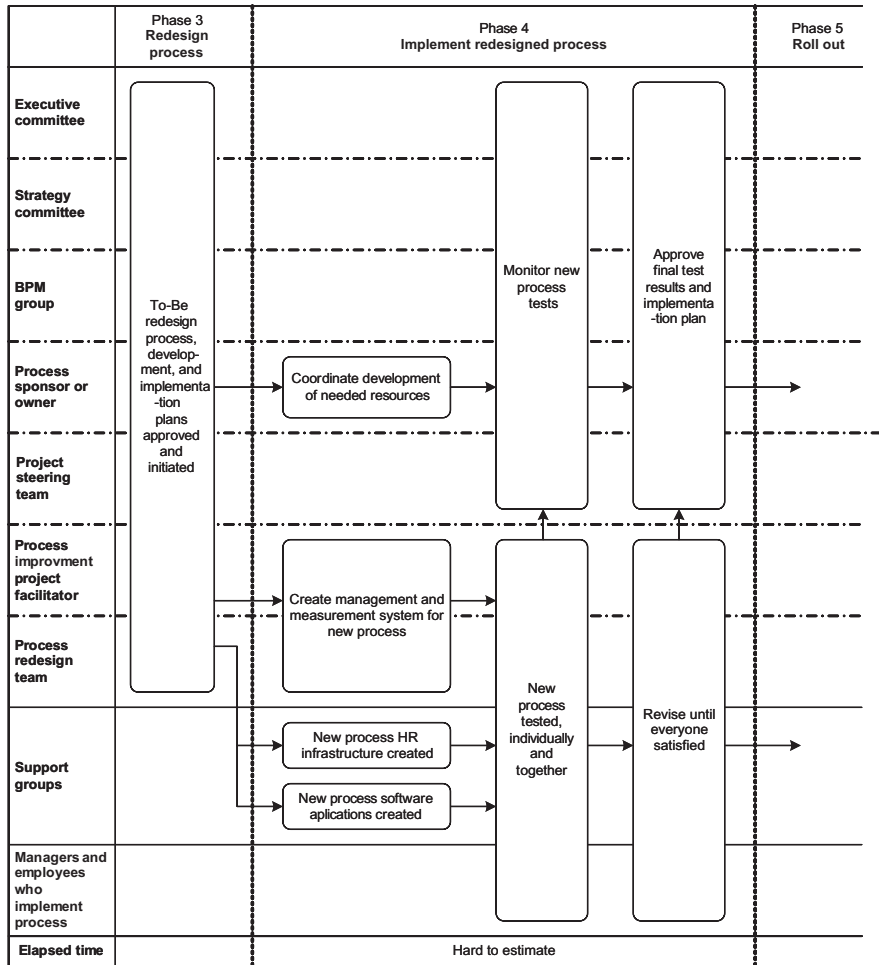 Phase 3
Redesign
process
Phase 4
Implement redesigned process
Phase 5
Roll out
Executive
committee
Strategy
committee
BPM
group
Process
sponsor or
owner
Project
steering
team
Process
improvment
project
facilitator
Process
redesign
team
Support
groups
Managers and
employees
who
implement
process
Elapsed time
To-Be
redesign
process,
develop-
ment, and
implementa
-tion
plans
approved
and
initiated
Coordinate development
of needed resources
Create management and
measurement system for
new process
New process HR
infrastructure created
New process software
aplications created
Monitor new
process
tests
New
process
tested,
individually
and
together
Approve
final test
results and
implementa
-tion plan
Revise until
everyone
satisfied
Hard to estimate